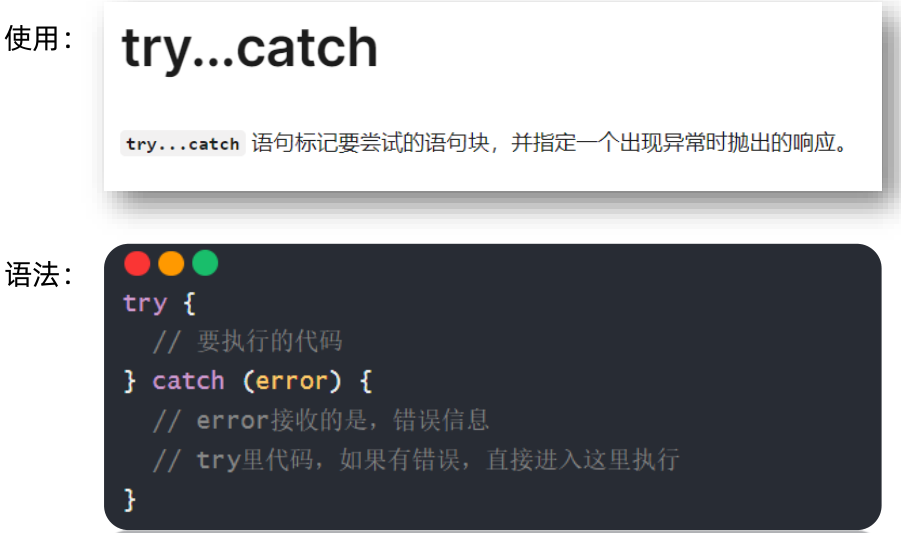 使用：
try...catch
try...catch 语句标记要尝试的语句块，并指定一个出现异常时抛出的响应。
语法：
try {
  // 要执行的代码
} catch (error) {
  // error接收的是，错误信息
  // try里代码，如果有错误，直接进入这里执行
}